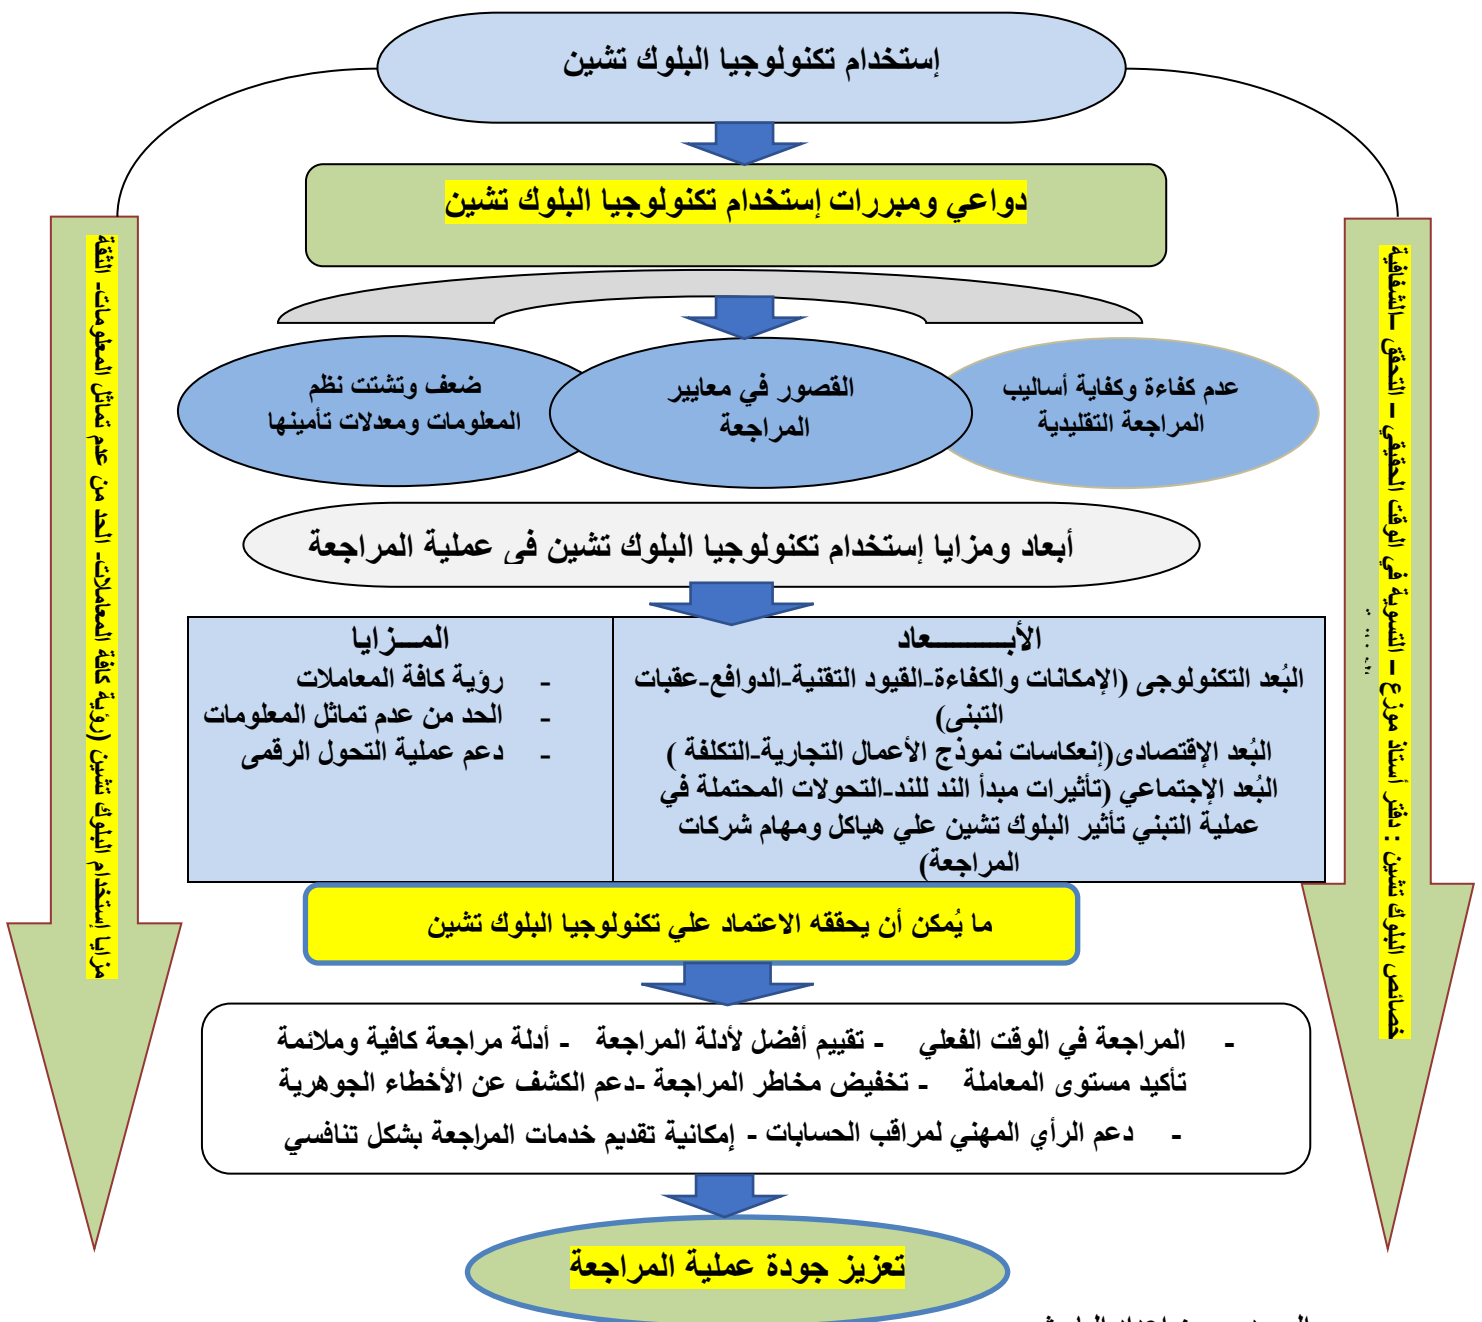 إستخدام تكنولوجيا البلوك تشين
دواعي ومبررات إستخدام تكنولوجيا البلوك تشين
عدم كفاءة وكفاية أساليب
المراجعة التقليدية
القصور في معايير
المراجعة
ضعف وتشتت نظم
المعلومات ومعدلات تأمينها
أبعاد ومزايا إستخدام تكنولوجيا البلوك تشين في عملية المراجعة
الأبـــــــــعاد
البُعد التكنولوجى (الإمكانات والكفاءة-القيود التقنية-الدوافع-عقبات
التبنى)
البُعد الإقتصادى(إنعكاسات نموذج الأعمال التجارية-التكلفة )
البُعد الإجتماعي (تأثيرات مبدأ الند للند-التحولات المحتملة في
عملية التبني تأثير البلوك تشين علي هياكل ومهام شركات
المراجعة)
المـــزايا
- رؤية كافة المعاملات
- الحد من عدم تماثل المعلومات
- دعم عملية التحول الرقمى
ما يُمكن أن يحققه الاعتماد علي تكنولوجيا البلوك تشين
- المراجعة في الوقت الفعلي - تقييم أفضل لأدلة المراجعة - أدلة مراجعة كافية وملائمة
تأكيد مستوى المعاملة - تخفيض مخاطر المراجعة -دعم الكشف عن الأخطاء الجوهرية
- دعم الرأي المهني لمراقب الحسابات - إمكانية تقديم خدمات المراجعة بشكل تنافسي
تعزيز جودة عملية المراجعة
خصائص البلوك تشين : دفتر أستاذ موزع – التسوية في الوقت الحقيقي – التحقق –الشفافية
مزايا إستخدام البلوك تشين (رؤية كافة المعاملات- الحد من عدم تماثل المعلومات- الثقة